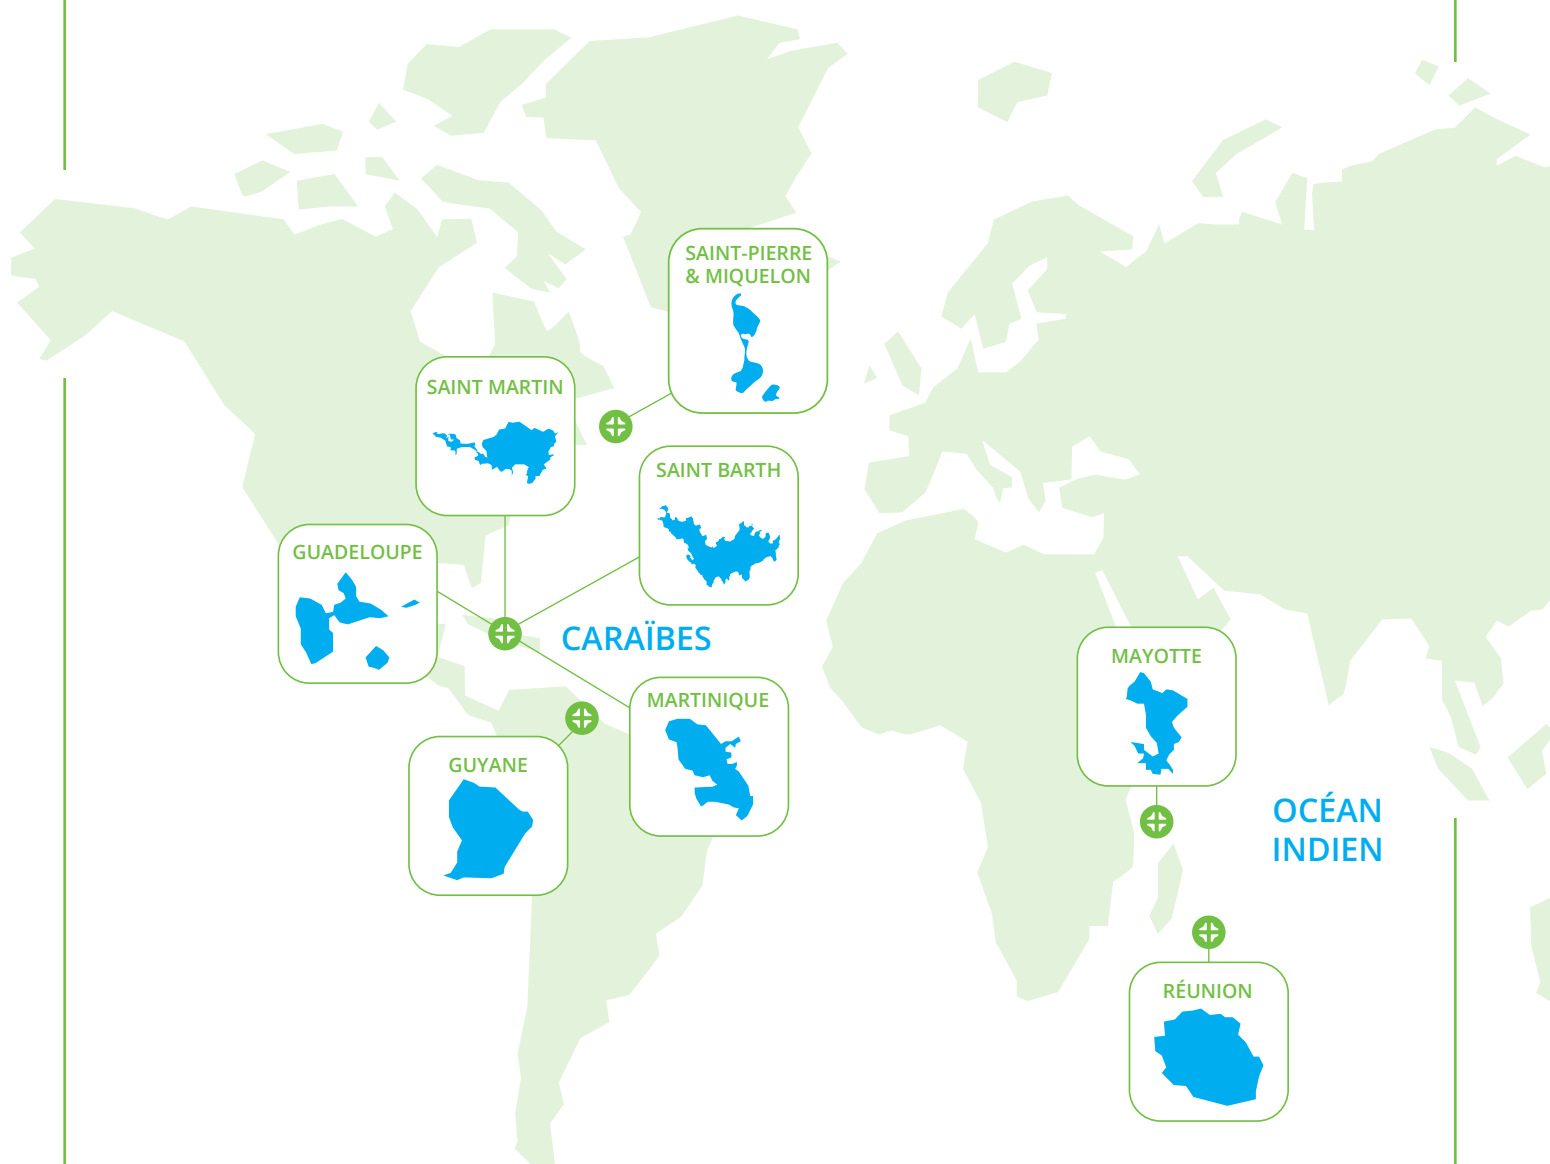 SAINT-PIERRE
& MIQUELON
SAINT MARTIN
SAINT BARTH
GUADELOUPE
CARAÏBES
MARTINIQUE
GUYANE
MAYOTTE
OCÉAN
INDIEN
RÉUNION